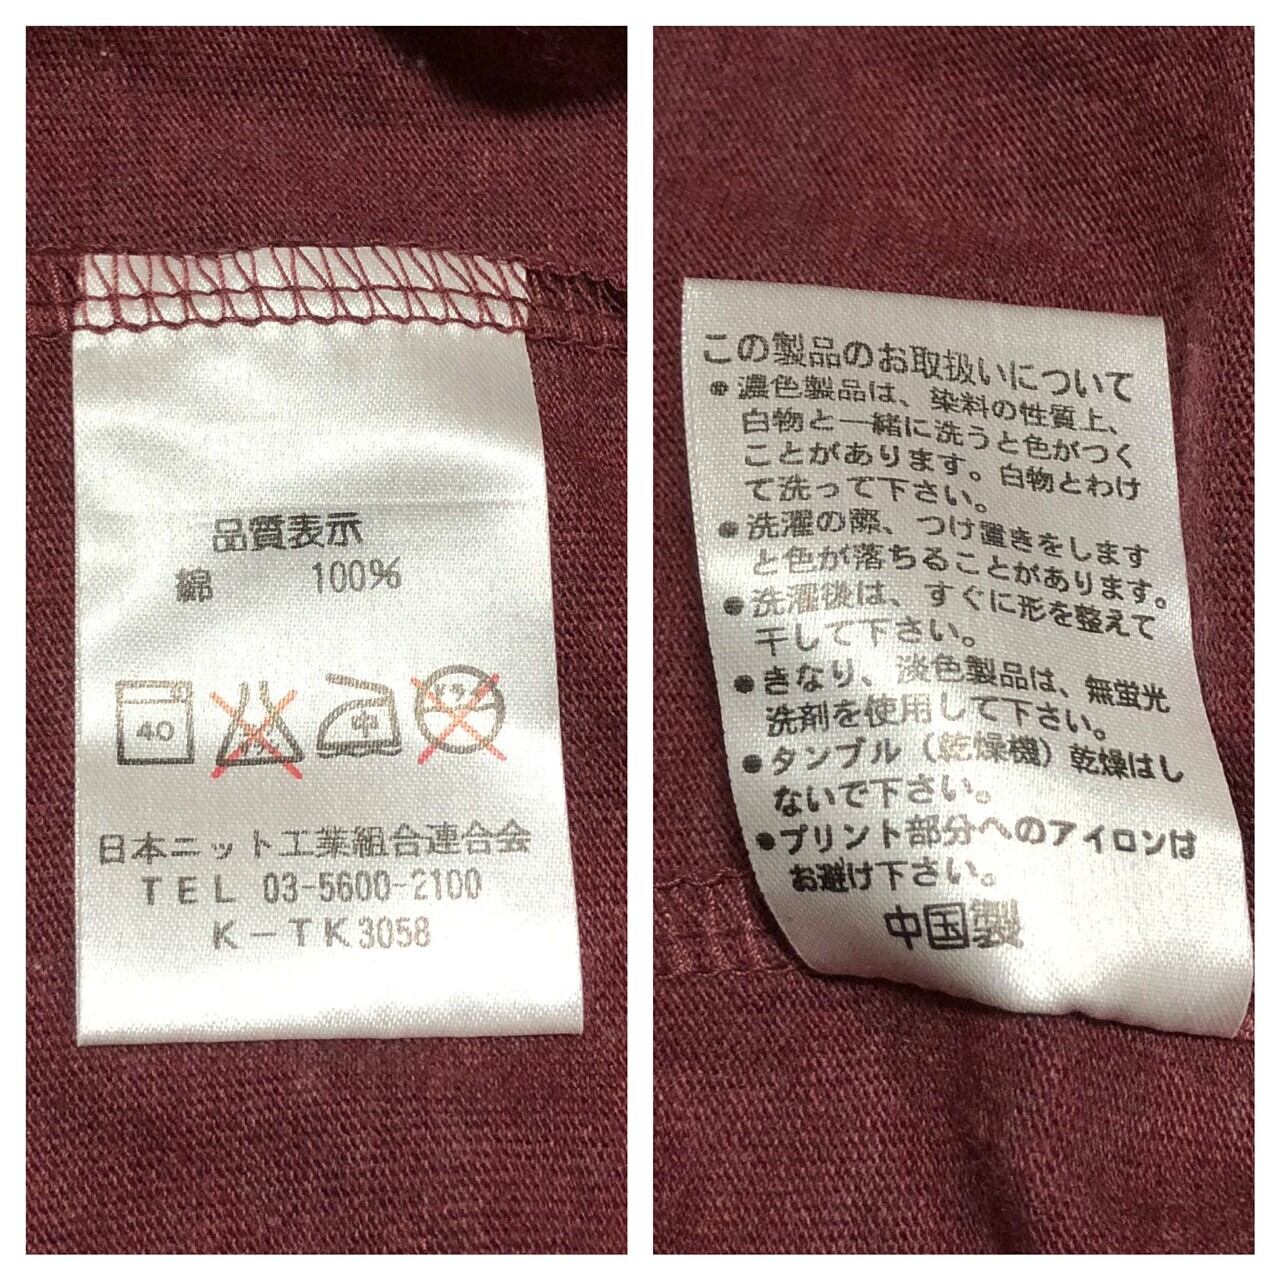 品質表示
綿 100%
40
中
日本ニット工業組合連合会
TEL 03-5600-2100
K-TK3058
この製品のお取扱いについて
●濃色製品は、染料の性質上、
白物と一緒に洗うと色がつく
ことがあります。白物とわけ
て洗って下さい。
●洗濯の際、つけ置きをします
と色が落ちることがあります。
●洗濯後は、すぐに形を整えて
干して下さい。
●きなり、淡色製品は、無蛍光
洗剤を使用して下さい。
●タンブル(乾燥機)乾燥はし
ないで下さい。
●プリント部分へのアイロンは
お避け下さい。
中国製